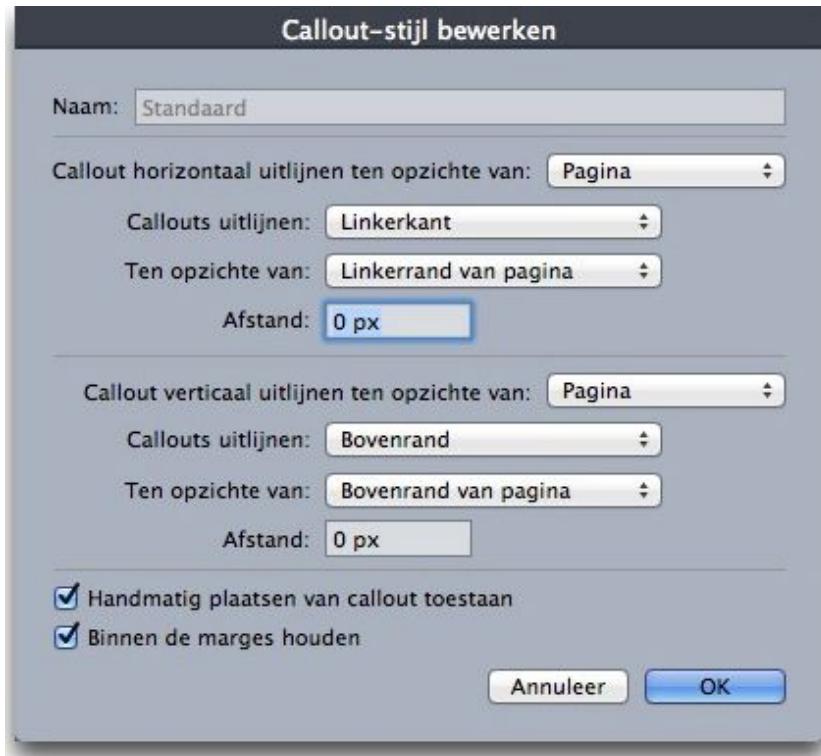 Callout-stijl bewerken
Naam: Standaard
Callout horizontaal uitlijnen ten opzichte van: Pagina
Callouts uitlijnen: Linkerkant
Ten opzichte van: Linkerrand van pagina
Afstand: 0 px
Callout verticaal uitlijnen ten opzichte van: Pagina
Callouts uitlijnen: Bovenrand
Ten opzichte van: Bovenrand van pagina
Afstand: 0 px
Handmatig plaatsen van callout toestaan
Binnen de marges houden
Annuleer OK